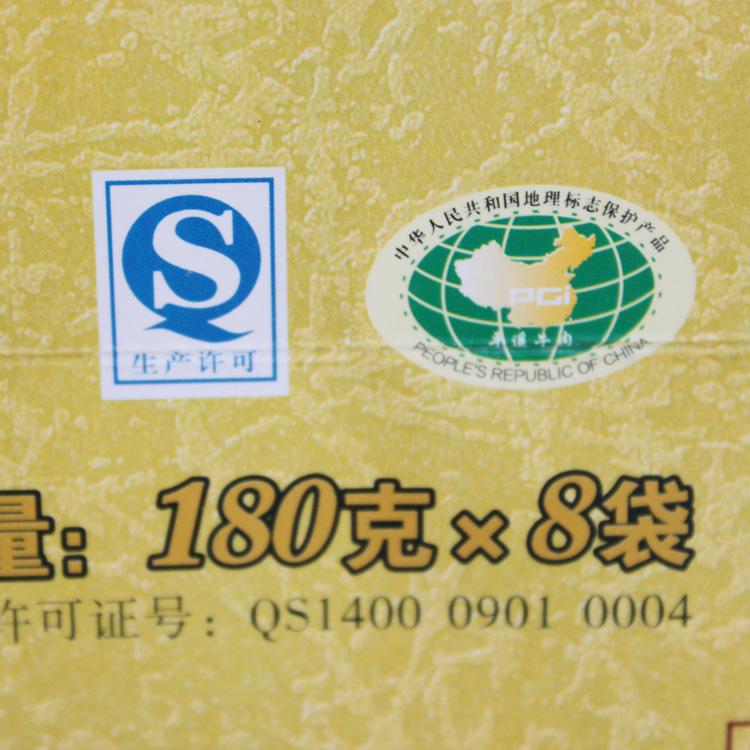 中华人民共和国地理标志保护产品
S
PGI
生产许可
PEOPLE'S REPUBLIC OF CHINA
量：180克×8袋
许可证号：QS1400 0901 0004